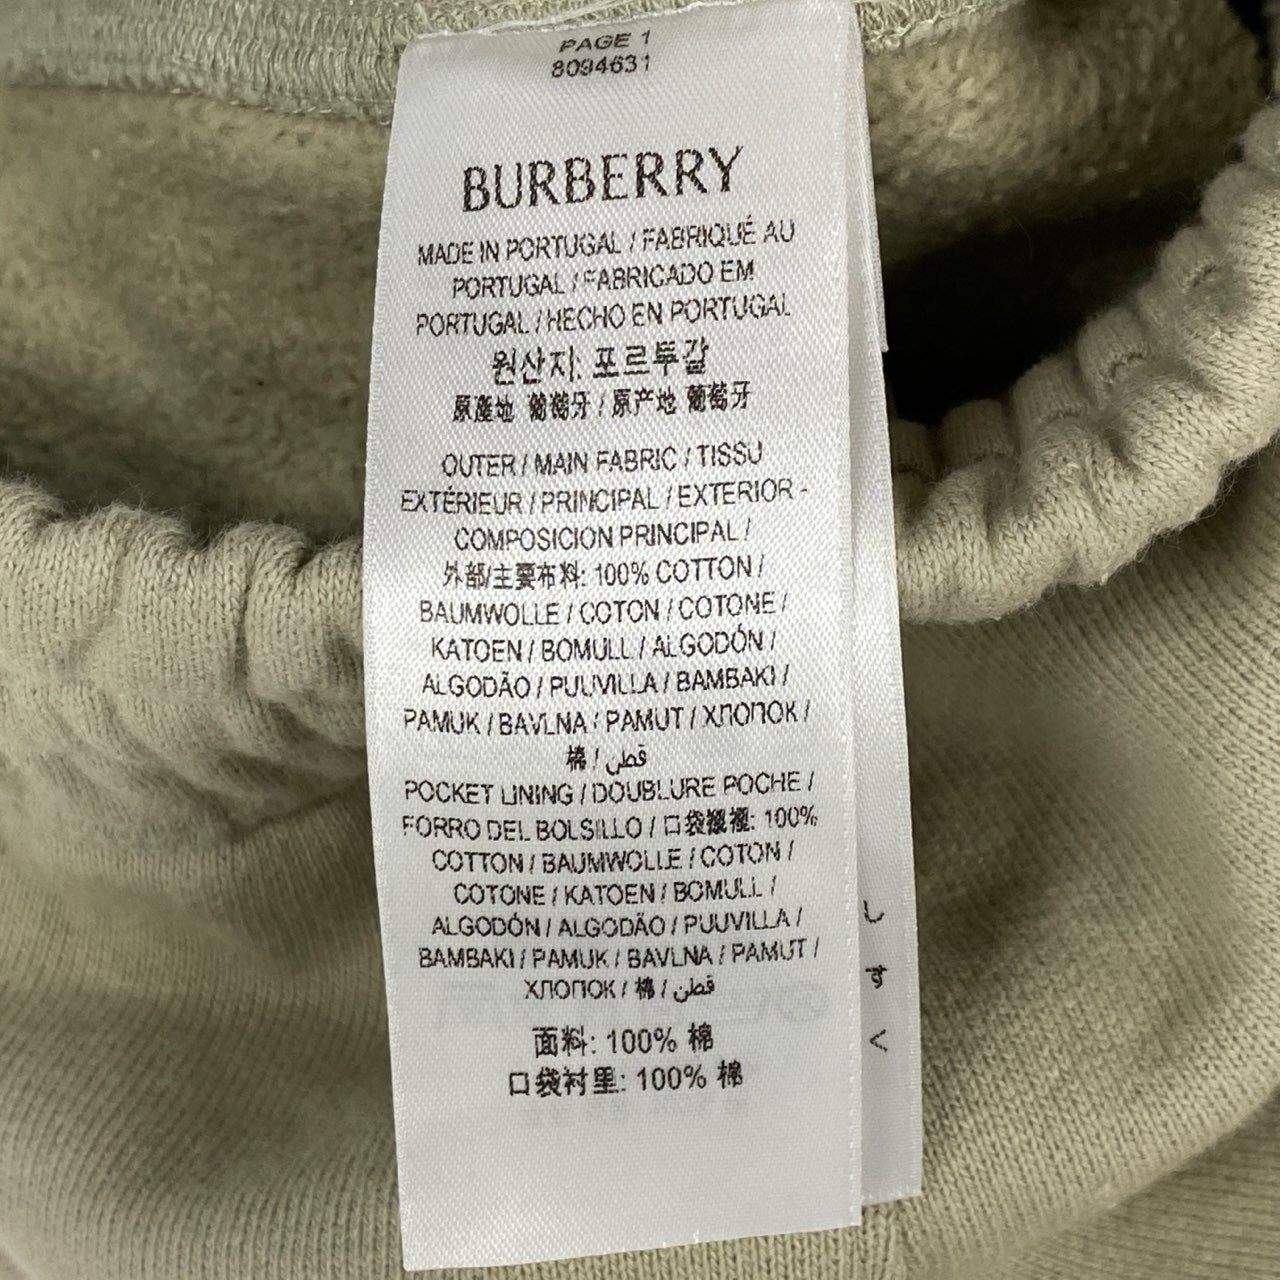 PAGE 1
8094631
BURBERRY
MADE IN PORTUGAL / FABRIQUÉ AU
PORTUGAL / FABRICADO EM
PORTUGAL / HECHO EN PORTUGAL
원산지: 포르투갈
原產地 葡萄牙 / 原产地 葡萄牙
OUTER / MAIN FABRIC / TISSU
EXTÉRIEUR / PRINCIPAL / EXTERIOR -
COMPOSICION PRINCIPAL /
外部/主要布料: 100% COTTON /
BAUMWOLLE / COTON / COTONE /
KATOEN / BOMULL / ALGODÓN /
ALGODÃO / PUUVILLA / BAMBAKI /
PAMUK / BAVLNA / PAMUT / ХЛОПОК /
棉 / قطن
POCKET LINING / DOUBLURE POCHE /
FORRO DEL BOLSILLO / 口袋襯裡: 100%
COTTON / BAUMWOLLE / COTON /
COTONE / KATOEN / BOMULL /
ALGODÓN / ALGODÃO / PUUVILLA /
BAMBAKI / PAMUK / BAVLNA / PAMUT /
ХЛОПОК / 棉 / قطن
面料: 100% 棉
口袋衬里: 100% 棉
し
す
く